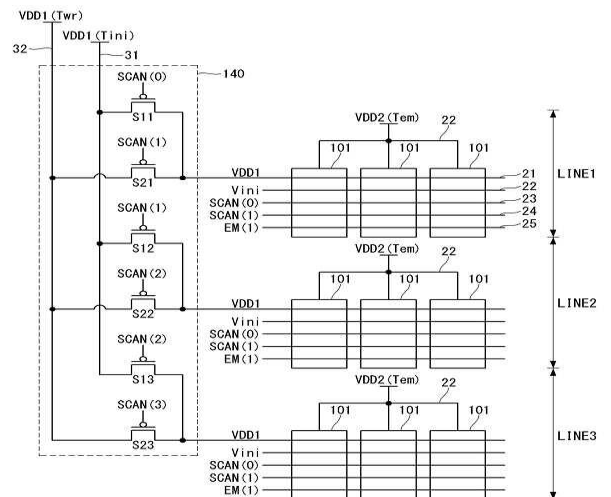 VDD1(Twr)
VDD1(Tini)
32
31
SCAN(0)
140
S11
SCAN(1)
S21
SCAN(1)
S12
SCAN(2)
S22
SCAN(2)
S13
SCAN(3)
S23
VDD2(Tem)
22
101
101
101
VDD1
21
Vini
22
SCAN(0)
23
SCAN(1)
24
EM(1)
25
LINE1
VDD2(Tem)
22
101
101
101
VDD1
Vini
SCAN(0)
SCAN(1)
EM(1)
LINE2
VDD2(Tem)
22
101
101
101
VDD1
Vini
SCAN(0)
SCAN(1)
EM(1)
LINE3